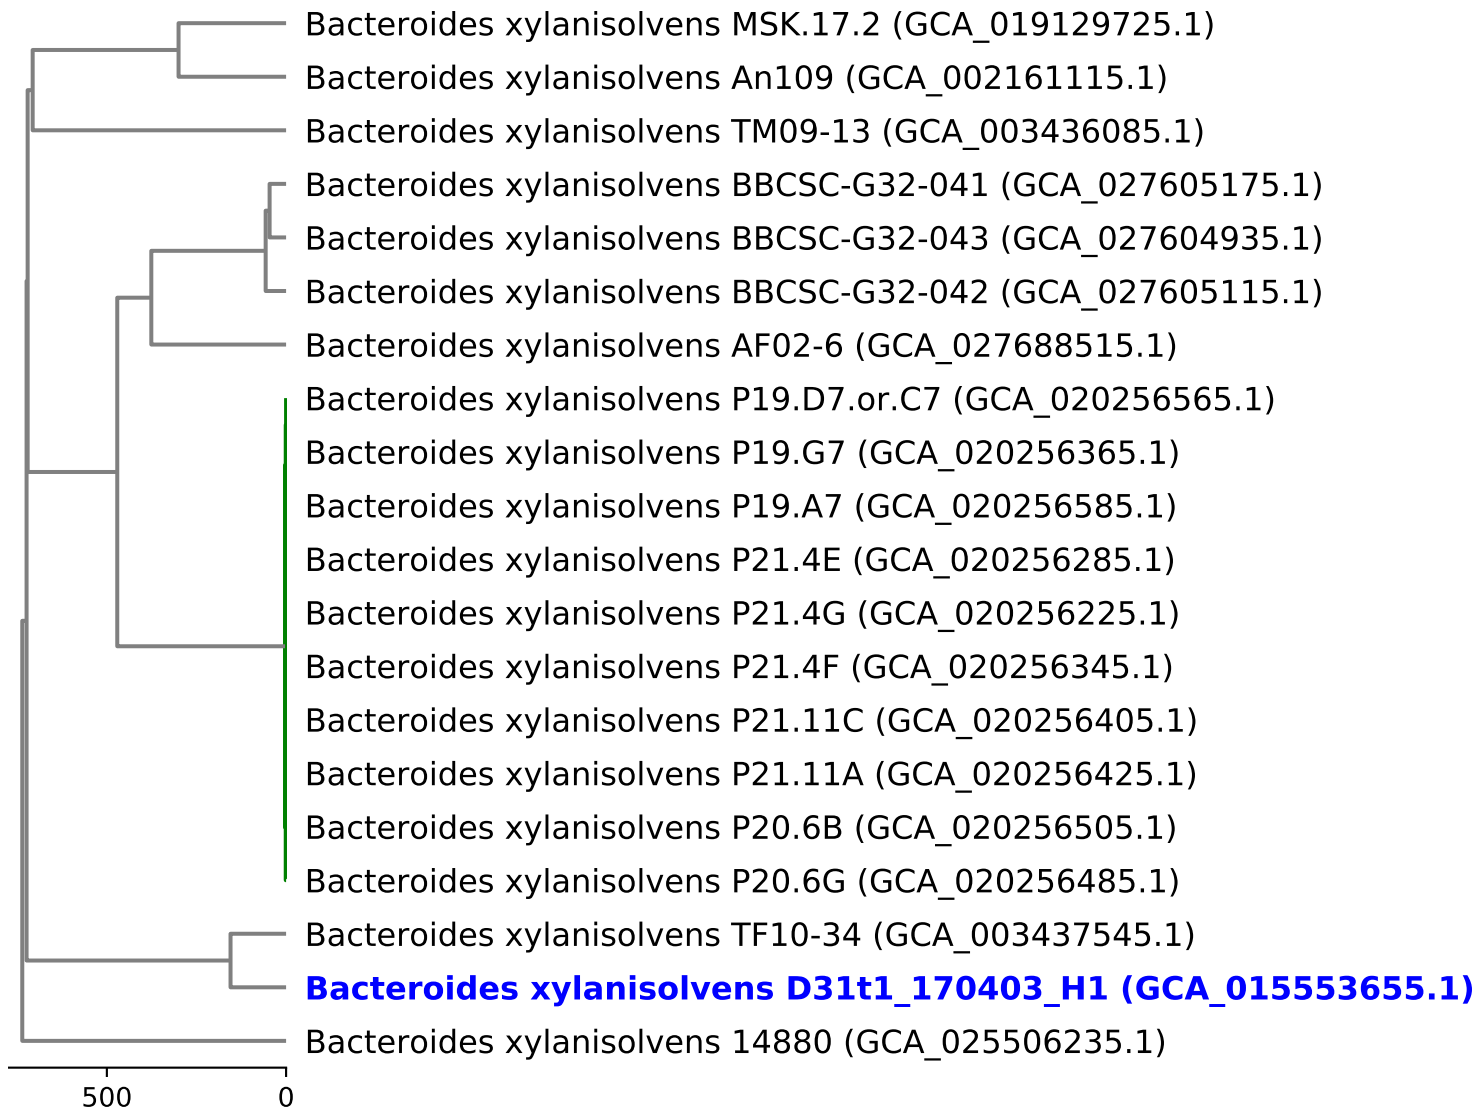 Bacteroides xylanisolvens MSK.17.2 (GCA_019129725.1)
Bacteroides xylanisolvens An109 (GCA_002161115.1)
Bacteroides xylanisolvens TM09-13 (GCA_003436085.1)
Bacteroides xylanisolvens BBCSC-G32-041 (GCA_027605175.1)
Bacteroides xylanisolvens BBCSC-G32-043 (GCA_027604935.1)
Bacteroides xylanisolvens BBCSC-G32-042 (GCA_027605115.1)
Bacteroides xylanisolvens AF02-6 (GCA_027688515.1)
Bacteroides xylanisolvens P19.D7.or.C7 (GCA_020256565.1)
Bacteroides xylanisolvens P19.G7 (GCA_020256365.1)
Bacteroides xylanisolvens P19.A7 (GCA_020256585.1)
Bacteroides xylanisolvens P21.4E (GCA_020256285.1)
Bacteroides xylanisolvens P21.4G (GCA_020256225.1)
Bacteroides xylanisolvens P21.4F (GCA_020256345.1)
Bacteroides xylanisolvens P21.11C (GCA_020256405.1)
Bacteroides xylanisolvens P21.11A (GCA_020256425.1)
Bacteroides xylanisolvens P20.6B (GCA_020256505.1)
Bacteroides xylanisolvens P20.6G (GCA_020256485.1)
Bacteroides xylanisolvens TF10-34 (GCA_003437545.1)
Bacteroides xylanisolvens D31t1_170403_H1 (GCA_015553655.1)
Bacteroides xylanisolvens 14880 (GCA_025506235.1)
500 0